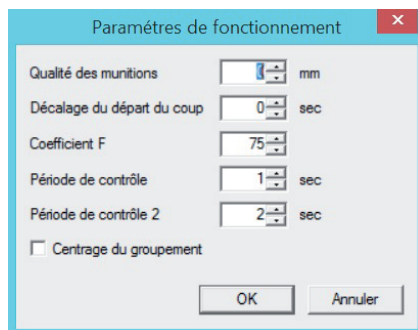 Paramètres de fonctionnement
Qualité des munitions mm
Décalage du départ du coup 0 sec
Coefficient F 75
Période de contrôle 1 sec
Période de contrôle 2 2 sec
Centrage du groupement
OK Annuler